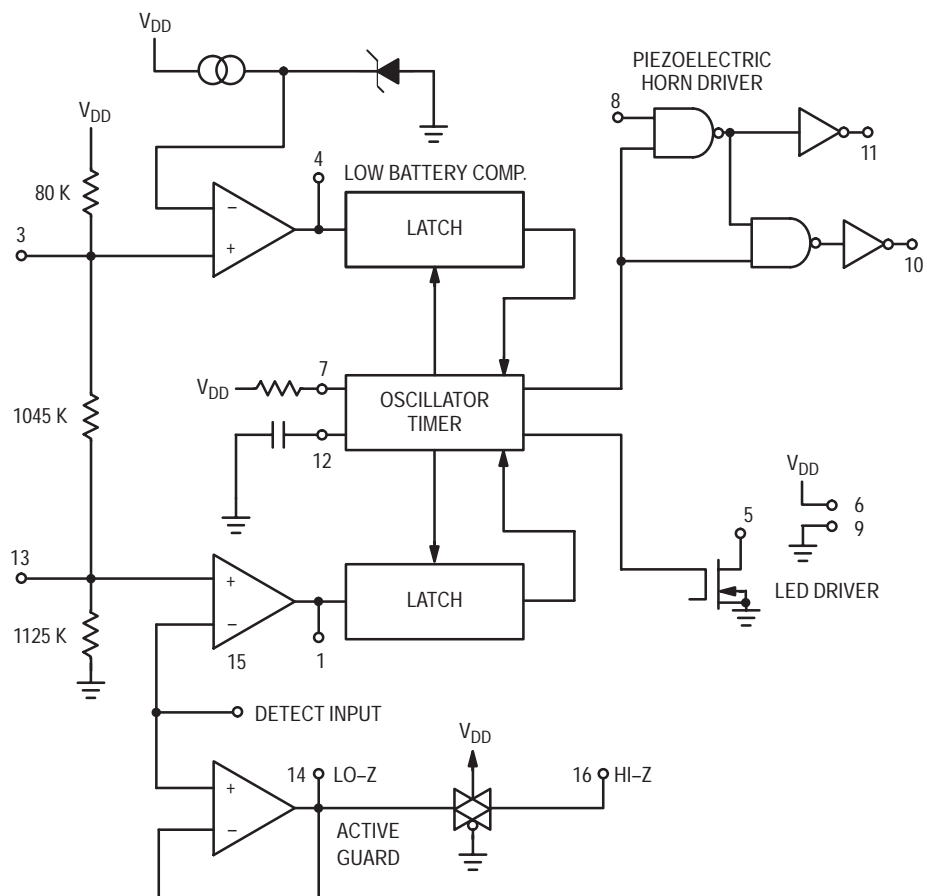 V_DD
PIEZOELECTRIC
HORN DRIVER
8
11
V_DD
80 K
4
LOW BATTERY COMP.
LATCH
−
+
3
10
7
V_DD
OSCILLATOR
TIMER
12
1045 K
V_DD
6
9
5
LED DRIVER
13
+
−
LATCH
1125 K
15
1
DETECT INPUT
V_DD
14 LO–Z
16 HI–Z
+
−
ACTIVE
GUARD